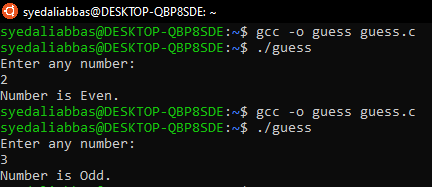 syedaliabbas@DESKTOP-QBP8SDE: ~
syedaliabbas@DESKTOP-QBP8SDE:~$ gcc -o guess guess.c
syedaliabbas@DESKTOP-QBP8SDE:~$ ./guess
Enter any number:
2
Number is Even.
syedaliabbas@DESKTOP-QBP8SDE:~$ gcc -o guess guess.c
syedaliabbas@DESKTOP-QBP8SDE:~$ ./guess
Enter any number:
3
Number is Odd.